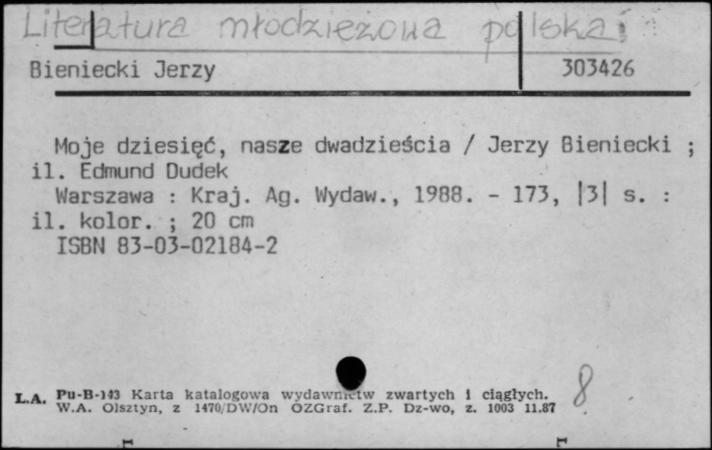 Literatura młodzieżowa polska
Bieniecki Jerzy 303426
Moje dziesięć, nasze dwadzieścia / Jerzy Bieniecki ;
il. Edmund Dudek
Warszawa : Kraj. Ag. Wydaw., 1988. - 173, |3| s. :
il. kolor. ; 20 cm
ISBN 83-03-02184-2
8
L.A. Pu-B-143 Karta katalogowa wydawnictw zwartych i ciągłych.
W.A. Olsztyn, z 1470/DW/On OZGraf. Z.P. Dz-wo, z. 1003 11.87